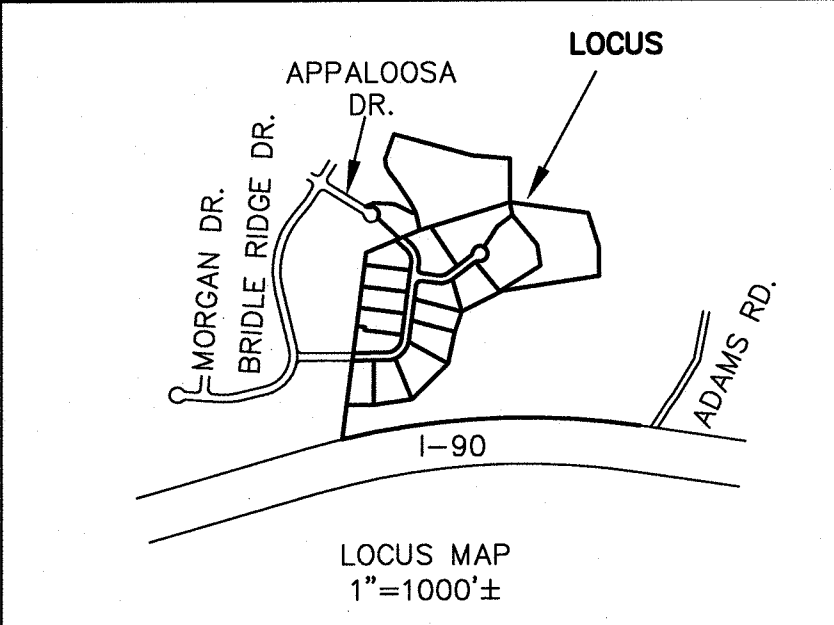 LOCUS
APPALOOSA
DR.
MORGAN DR.
BRIDLE RIDGE DR.
ADAMS RD.
I-90
LOCUS MAP
1"=1000'±